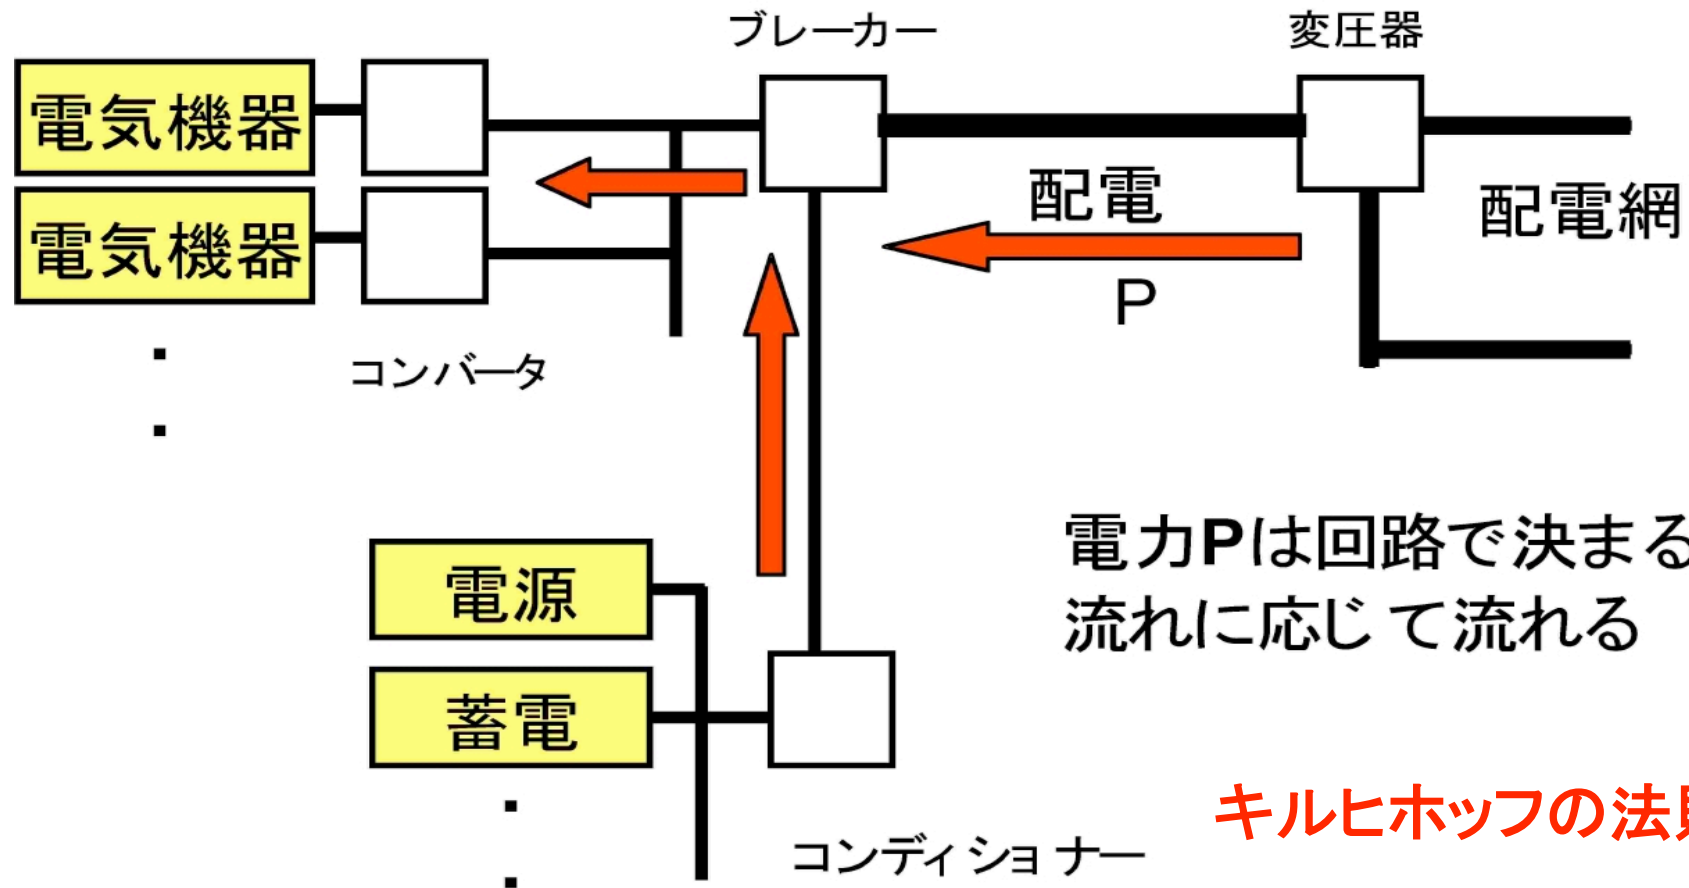 ブレーカー
変圧器
電気機器
電気機器
配電
配電網
P
コンバータ
電源
蓄電
電力Pは回路で決まる
流れに応じて流れる
キルヒホッフの法
コンディショナー